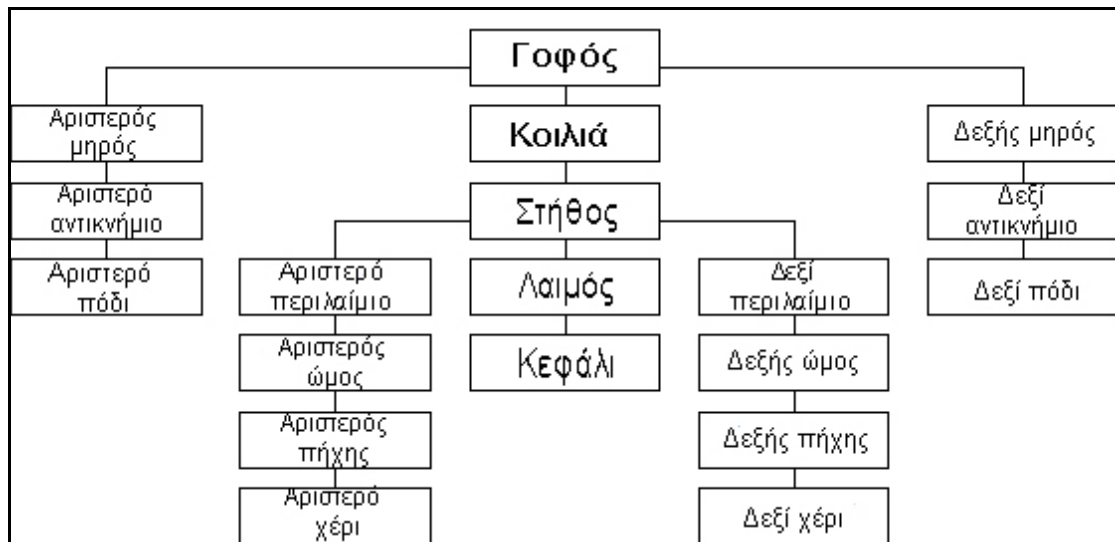 Γοφός
Αριστερός
μηρός
Κοιλιά
Δεξής μηρός
Αριστερό
αντικνήμιο
Στήθος
Δεξί
αντικνήμιο
Αριστερό
πόδι
Αριστερό
περιλαίμιο
Λαιμός
Δεξί
περιλαίμιο
Δεξί πόδι
Αριστερός
ώμος
Κεφάλι
Δεξής ώμος
Αριστερός
πήχης
Δεξής πήχης
Αριστερό
χέρι
Δεξί χέρι